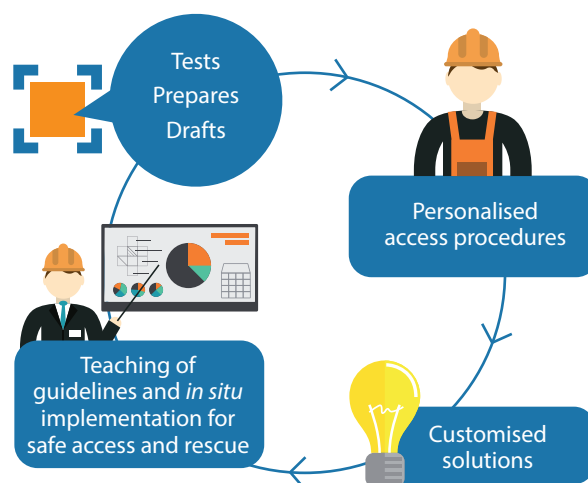 Tests
Prepares
Drafts
Personalised
access procedures
Customised
solutions
Teaching of
guidelines and in situ
implementation for
safe access and rescue